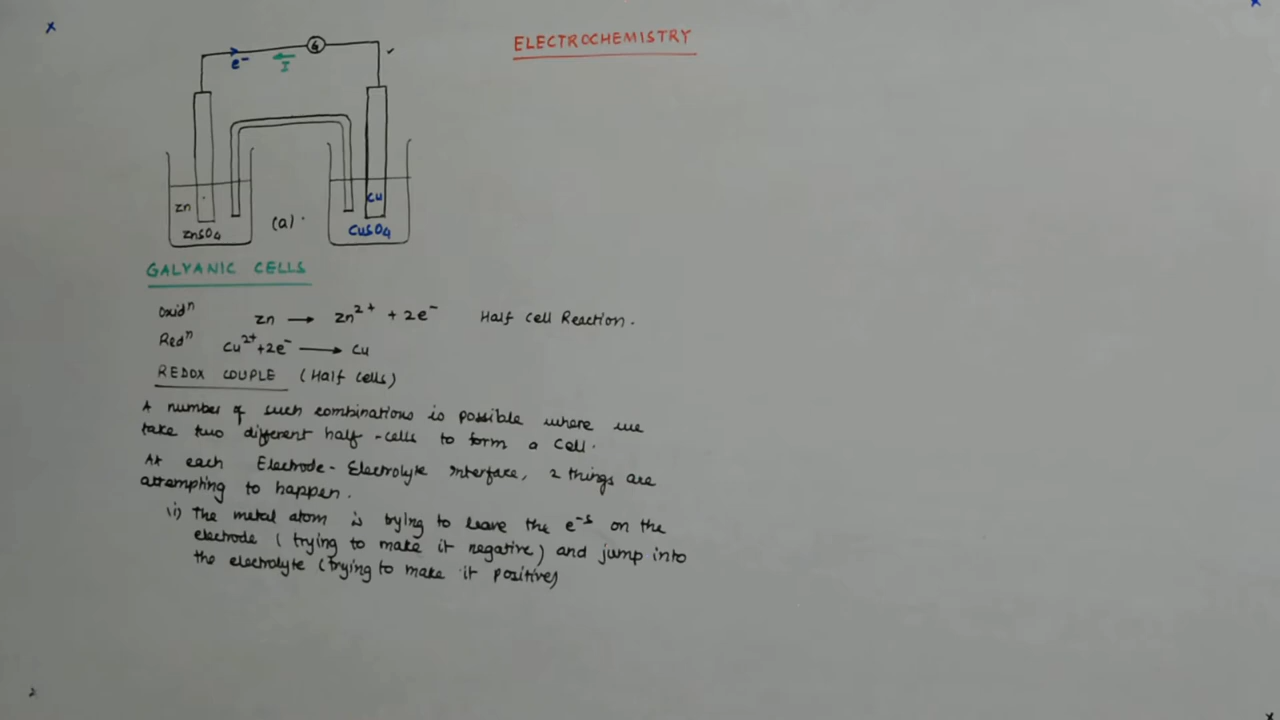 ELECTROCHEMISTRY
G
e⁻
I
Zn
ZnSO4
(a)
Cu
CuSO4
GALVANIC CELLS
Oxidⁿ Zn ⟶ Zn²⁺ + 2e⁻ Half Cell Reaction.
Redⁿ Cu²⁺+2e⁻ ⟶ Cu
REDOX COUPLE (Half Cells)
A number of such combinations is possible where we
take two different half-cells to form a cell.
At each Electrode-Electrolyte interface, 2 things are
attempting to happen.
(i) The metal atom is trying to leave the e⁻s on the
electrode (trying to make it negative) and jump into
the electrolyte (trying to make it positive)
2